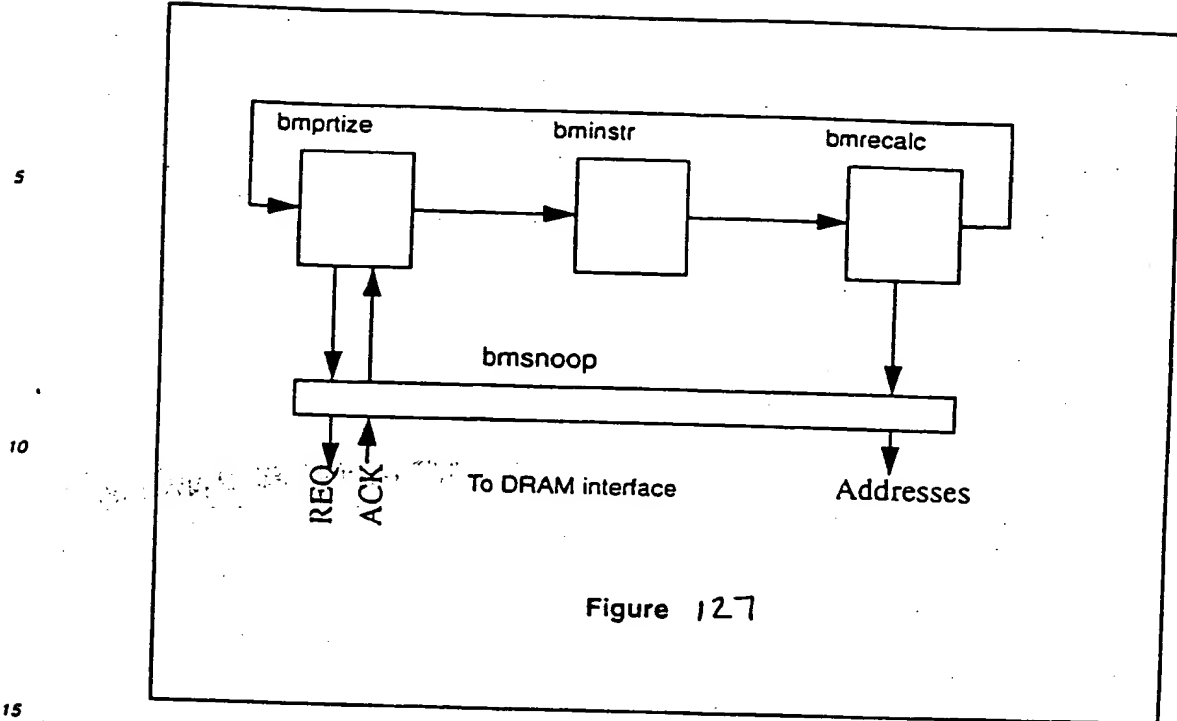 bmprtize bminstr bmrecalc
5
bmsnoop
10
REQ ACK To DRAM interface Addresses
Figure 127
15